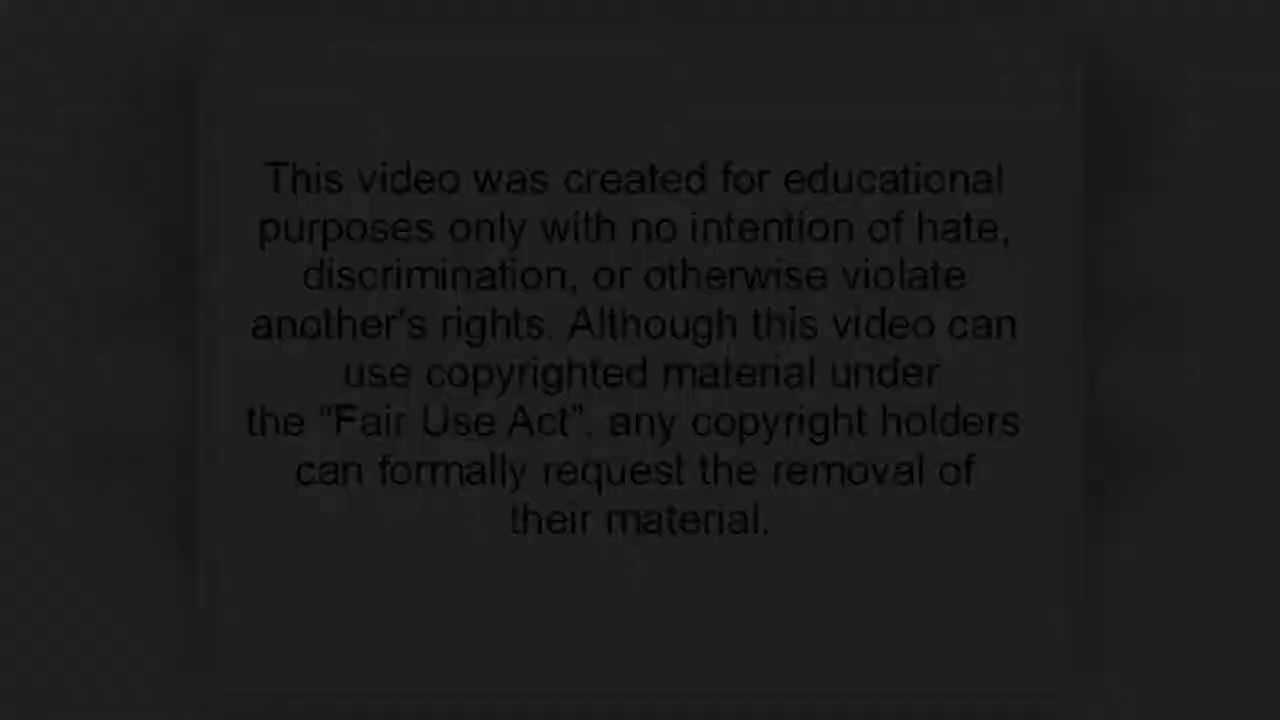 This video was created for educational
purposes only with no intention of hate,
discrimination, or otherwise violate
another's rights. Although this video can
use copyrighted material under
the “Fair Use Act”. any copyright holders
can formally request the removal of
their material.